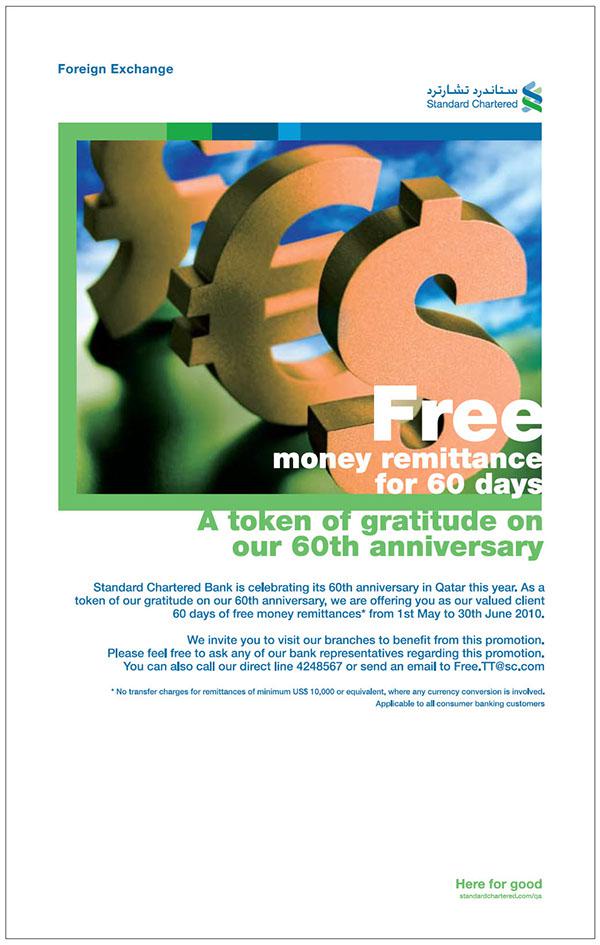 Foreign Exchange
ستاندرد تشارترد
Standard Chartered
Free
money remittance
for 60 days
A token of gratitude on
our 60th anniversary
Standard Chartered Bank is celebrating its 60th anniversary in Qatar this year. As a
token of our gratitude on our 60th anniversary, we are offering you as our valued client
60 days of free money remittances* from 1st May to 30th June 2010.
We invite you to visit our branches to benefit from this promotion.
Please feel free to ask any of our bank representatives regarding this promotion.
You can also call our direct line 4248567 or send an email to Free.TT@sc.com
* No transfer charges for remittances of minimum US$ 10,000 or equivalent, where any currency conversion is involved.
Applicable to all consumer banking customers
Here for good
standardchartered.com/qa